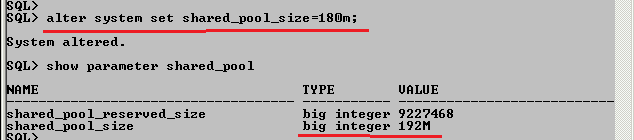 SQL>
SQL> alter system set shared_pool_size=180m;
System altered.
SQL> show parameter shared_pool
NAME TYPE VALUE
------------------------------------ ----------- ------------------------------
shared_pool_reserved_size big integer 9227468
shared_pool_size big integer 192M
SQL>